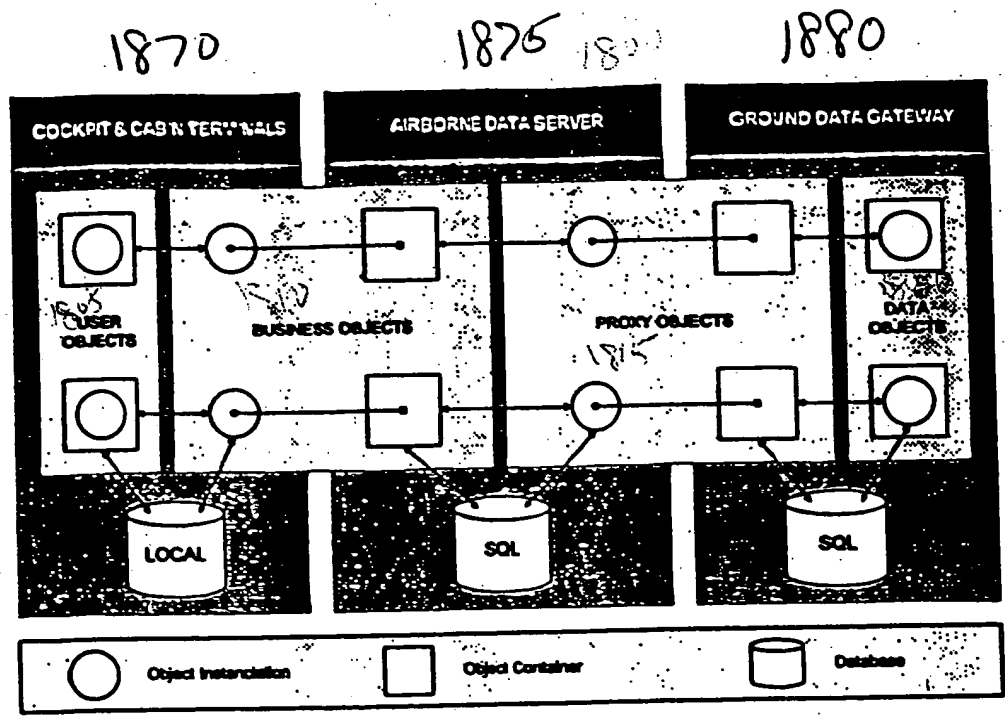 1870 1875 1880
COCKPIT & CABIN TERMINALS AIRBORNE DATA SERVER GROUND DATA GATEWAY
1805
USER
OBJECTS
BUSINESS OBJECTS
PROXY OBJECTS
1815
DATA
OBJECTS
LOCAL SQL SQL
Object Instanciation Object Container Database